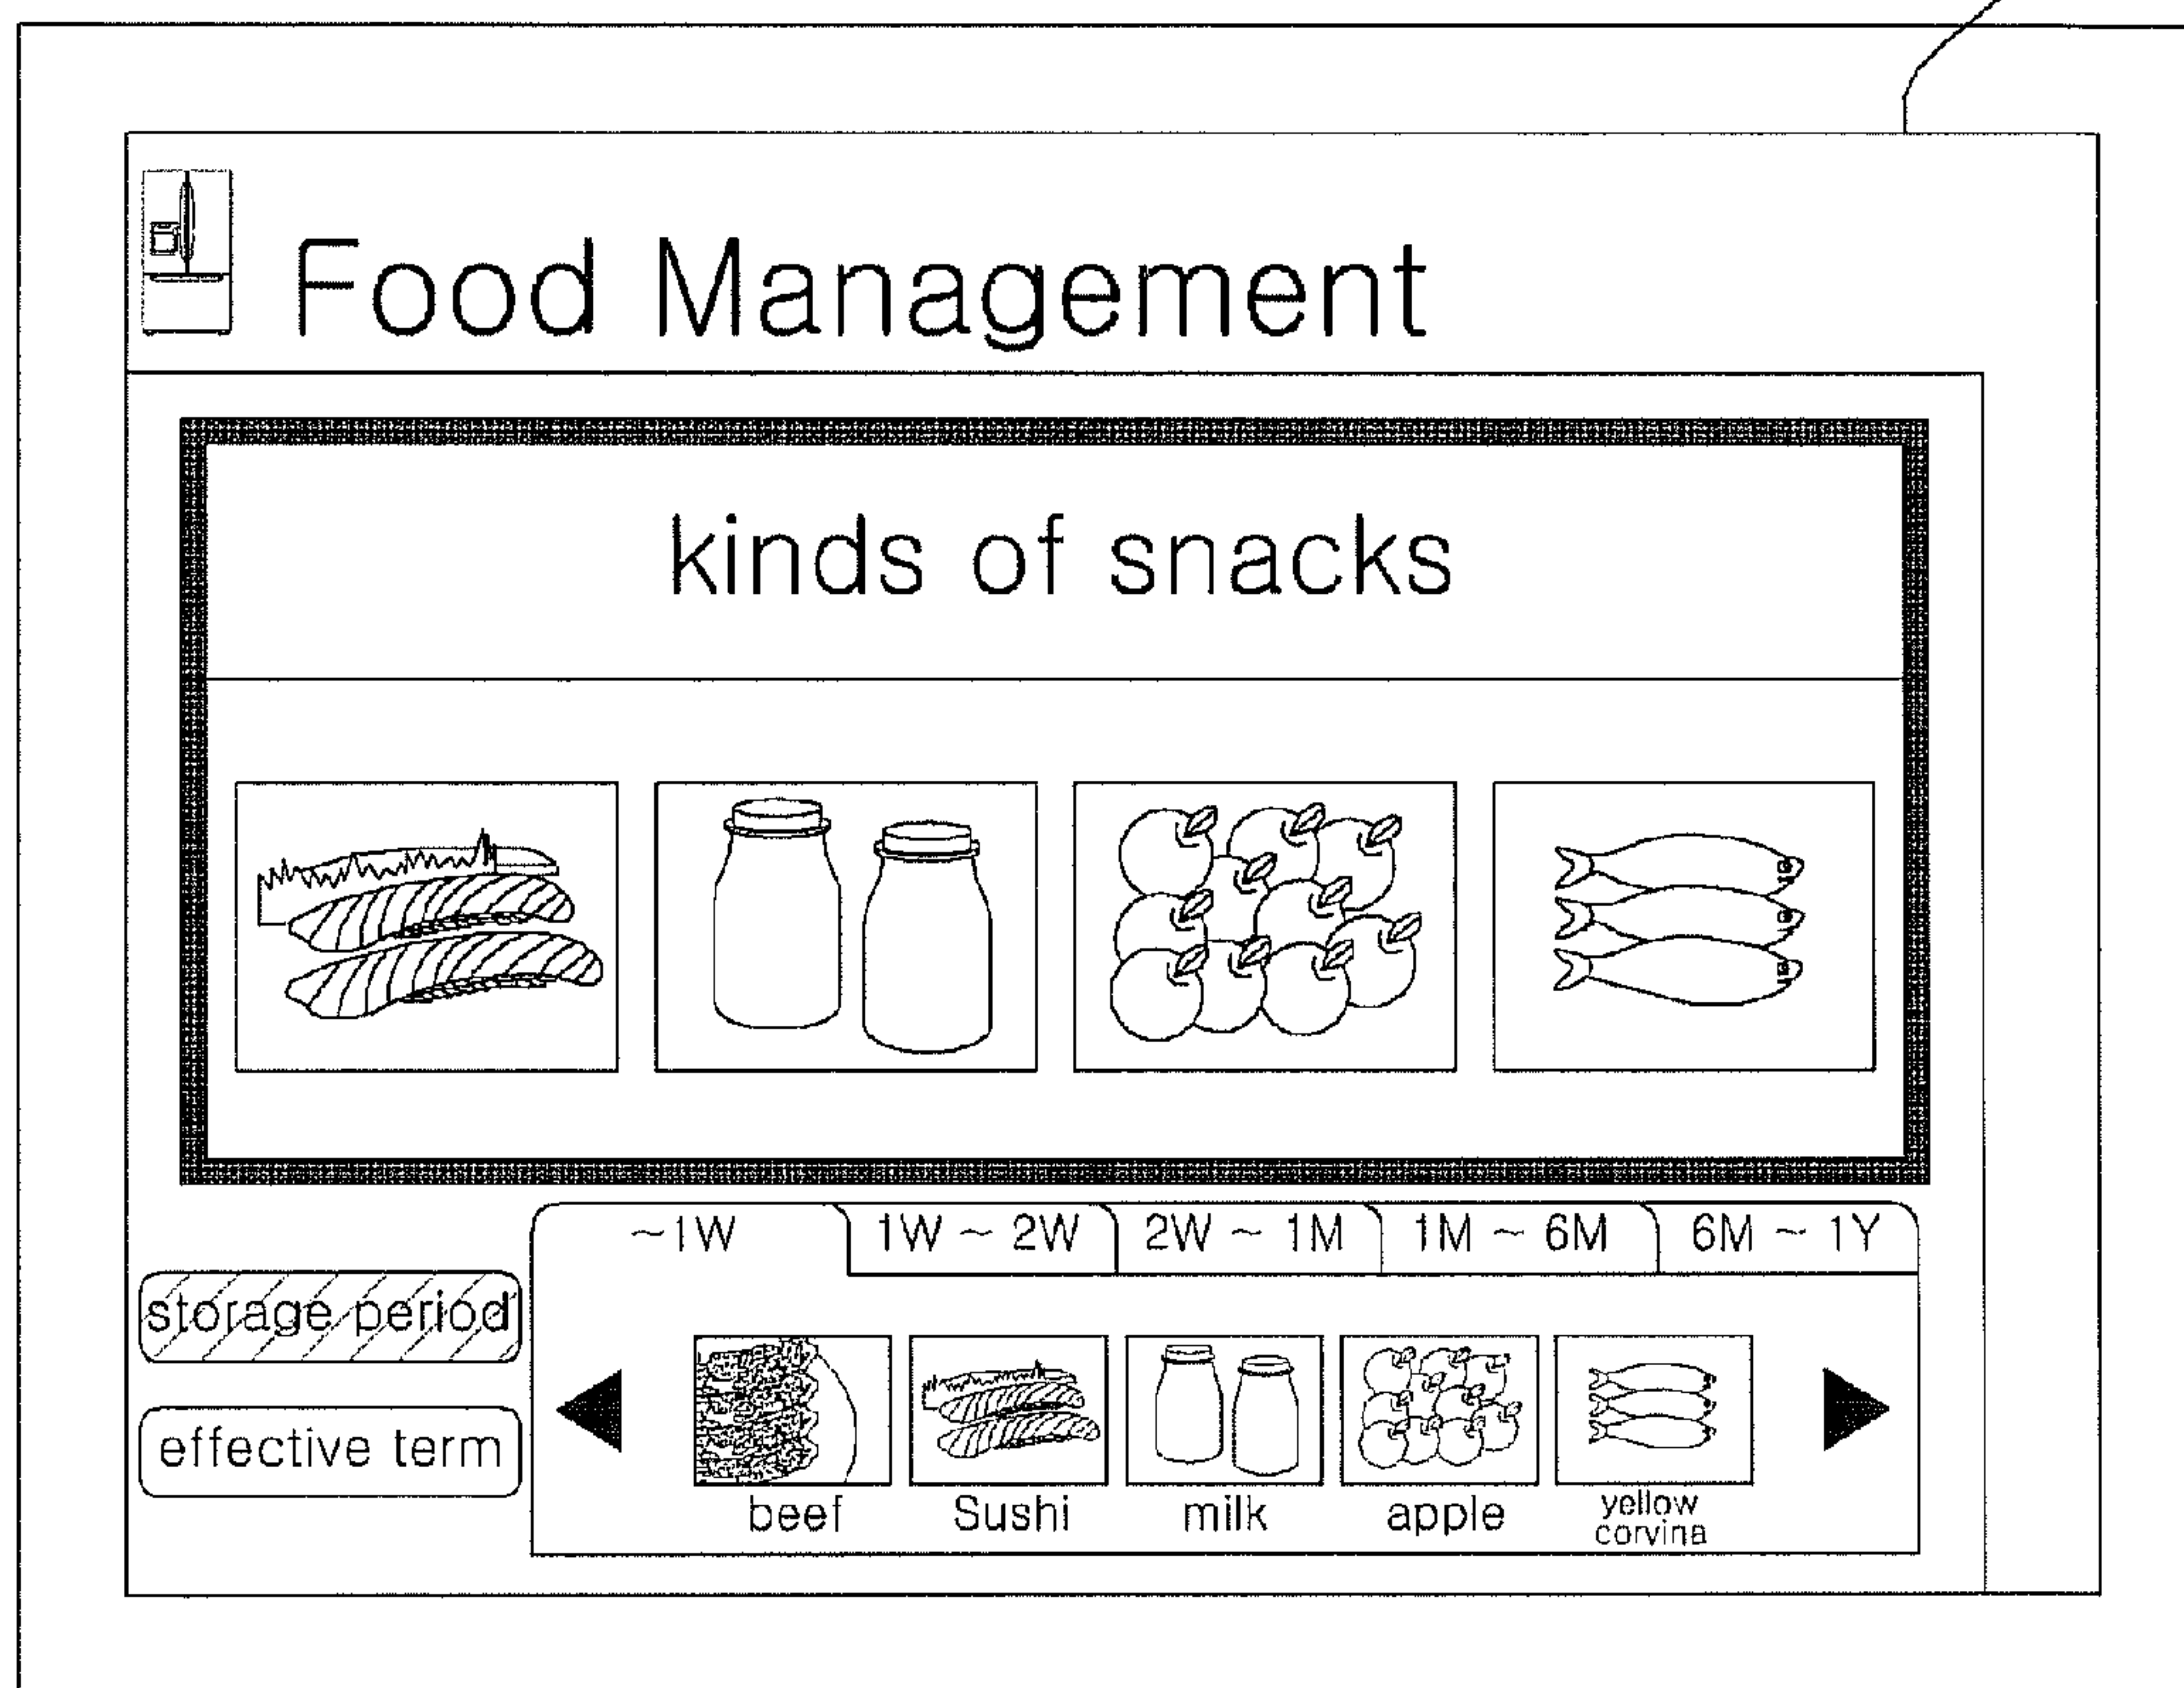 Food Management
kinds of snacks
~1W
1W ~ 2W
2W ~ 1M
1M ~ 6M
6M ~ 1Y
storage period
effective term
beef
Sushi
milk
apple
yellow
corvina